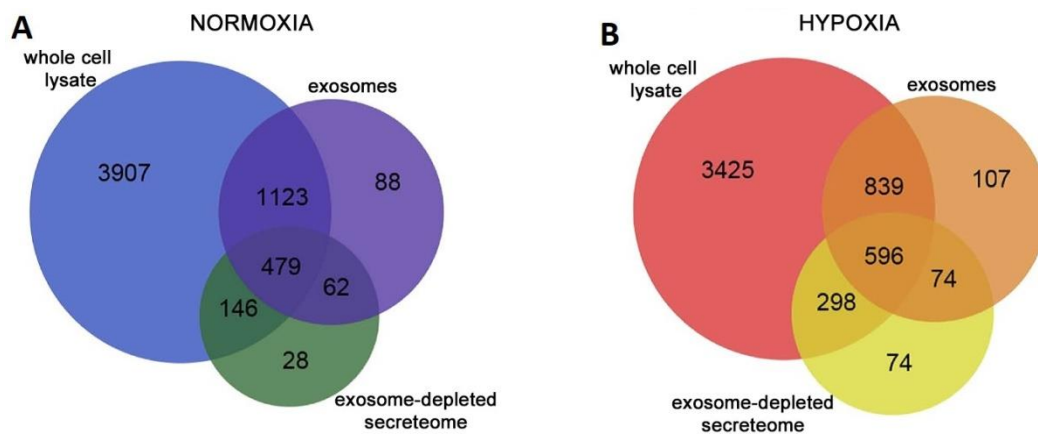 A
NORMOXIA
whole cell
lysate
exosomes
3907
1123
88
479
62
146
28
exosome-depleted
secreteome
B
HYPOXIA
whole cell
lysate
exosomes
3425
839
107
596
74
298
74
exosome-depleted
secreteome